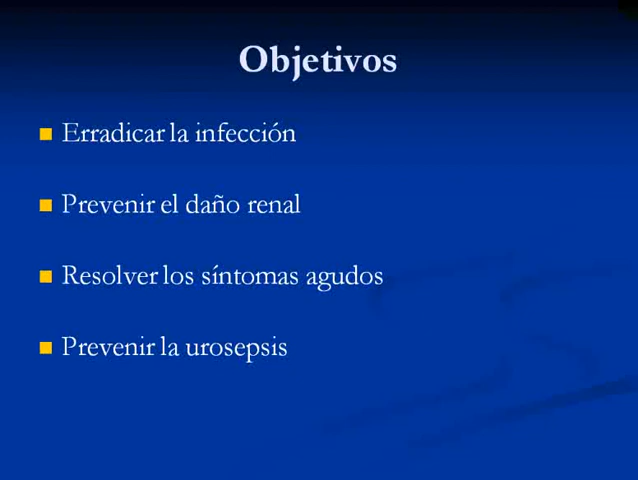 Objetivos
Erradicar la infección
Prevenir el daño renal
Resolver los síntomas agudos
Prevenir la urosepsis